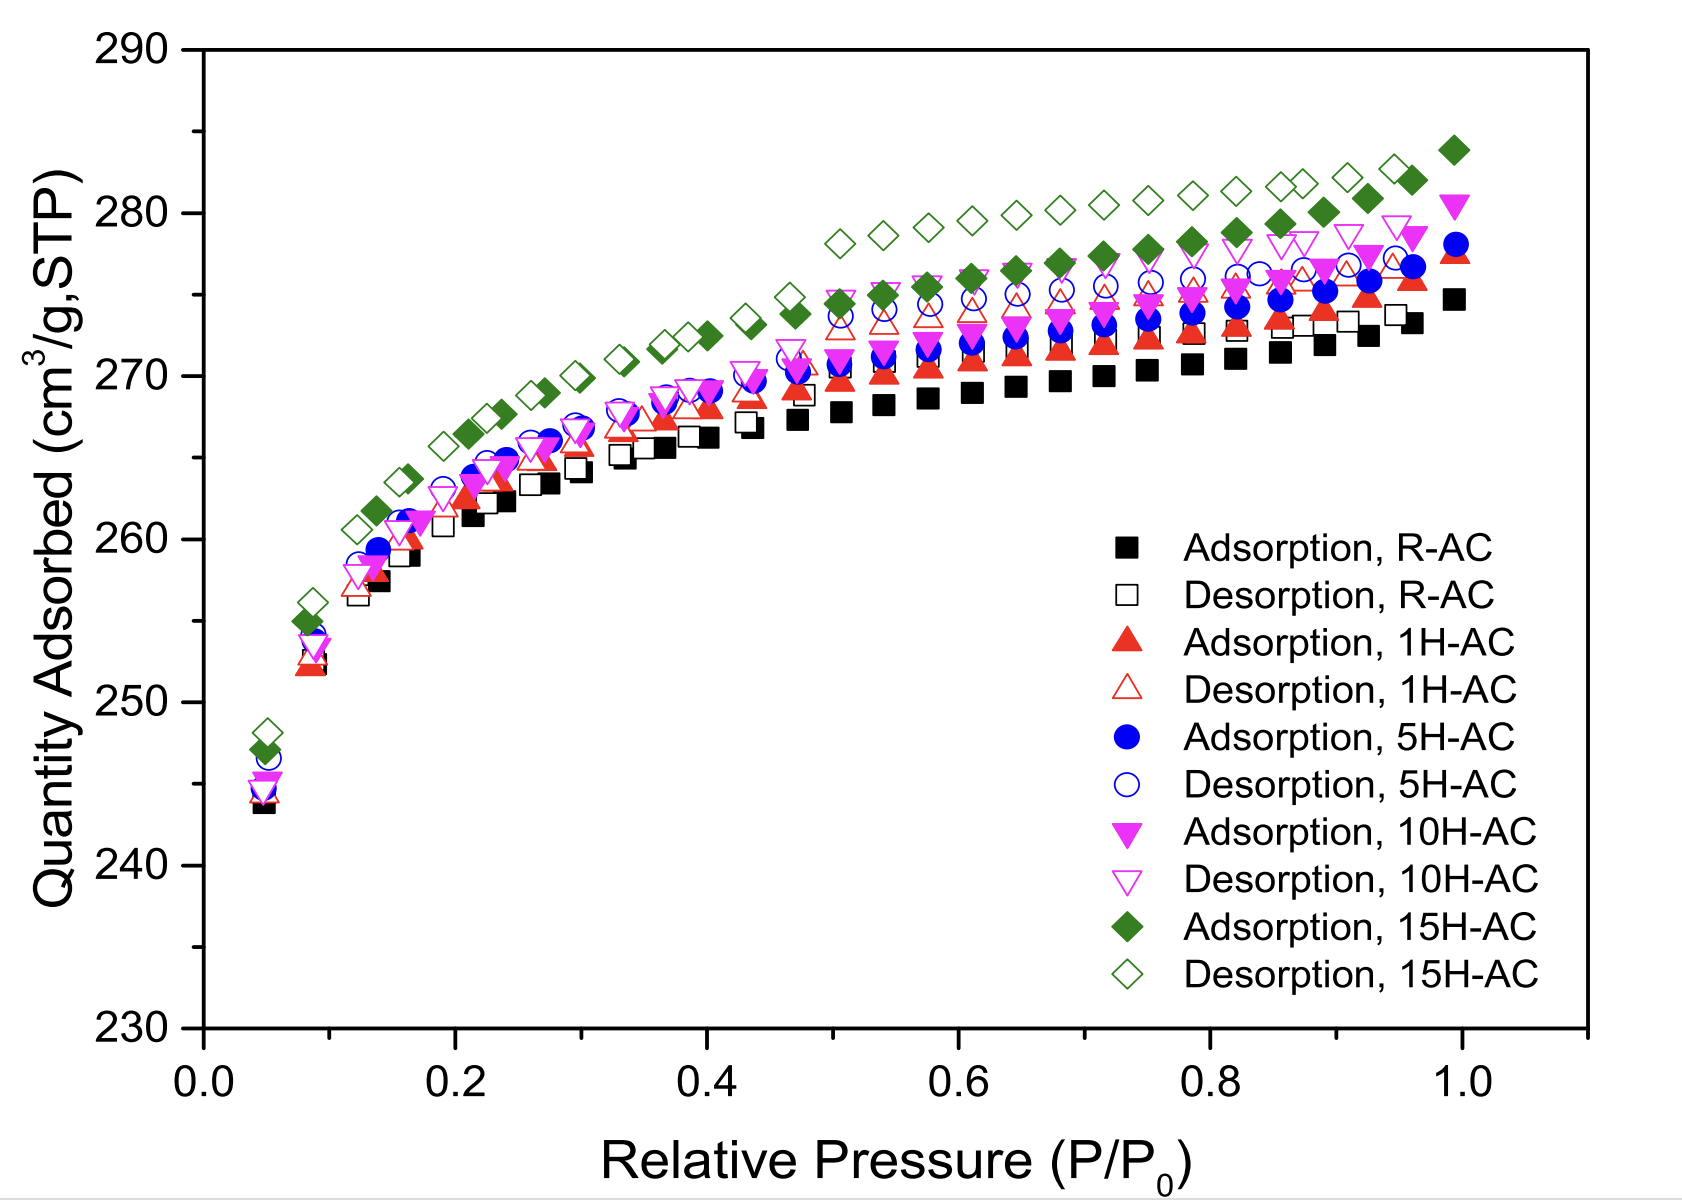 290
280
270
260
250
240
230
Quantity Adsorbed (cm³/g,STP)
Adsorption, R-AC
Desorption, R-AC
Adsorption, 1H-AC
Desorption, 1H-AC
Adsorption, 5H-AC
Desorption, 5H-AC
Adsorption, 10H-AC
Desorption, 10H-AC
Adsorption, 15H-AC
Desorption, 15H-AC
0.0 0.2 0.4 0.6 0.8 1.0
Relative Pressure (P/P₀)